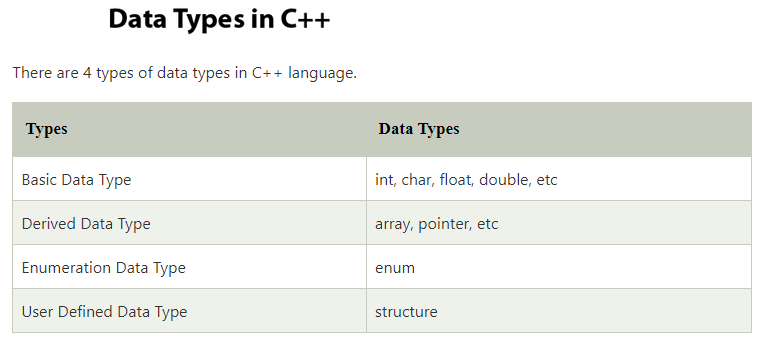 Data Types in C++
There are 4 types of data types in C++ language.
Types Data Types
Basic Data Type int, char, float, double, etc
Derived Data Type array, pointer, etc
Enumeration Data Type enum
User Defined Data Type structure